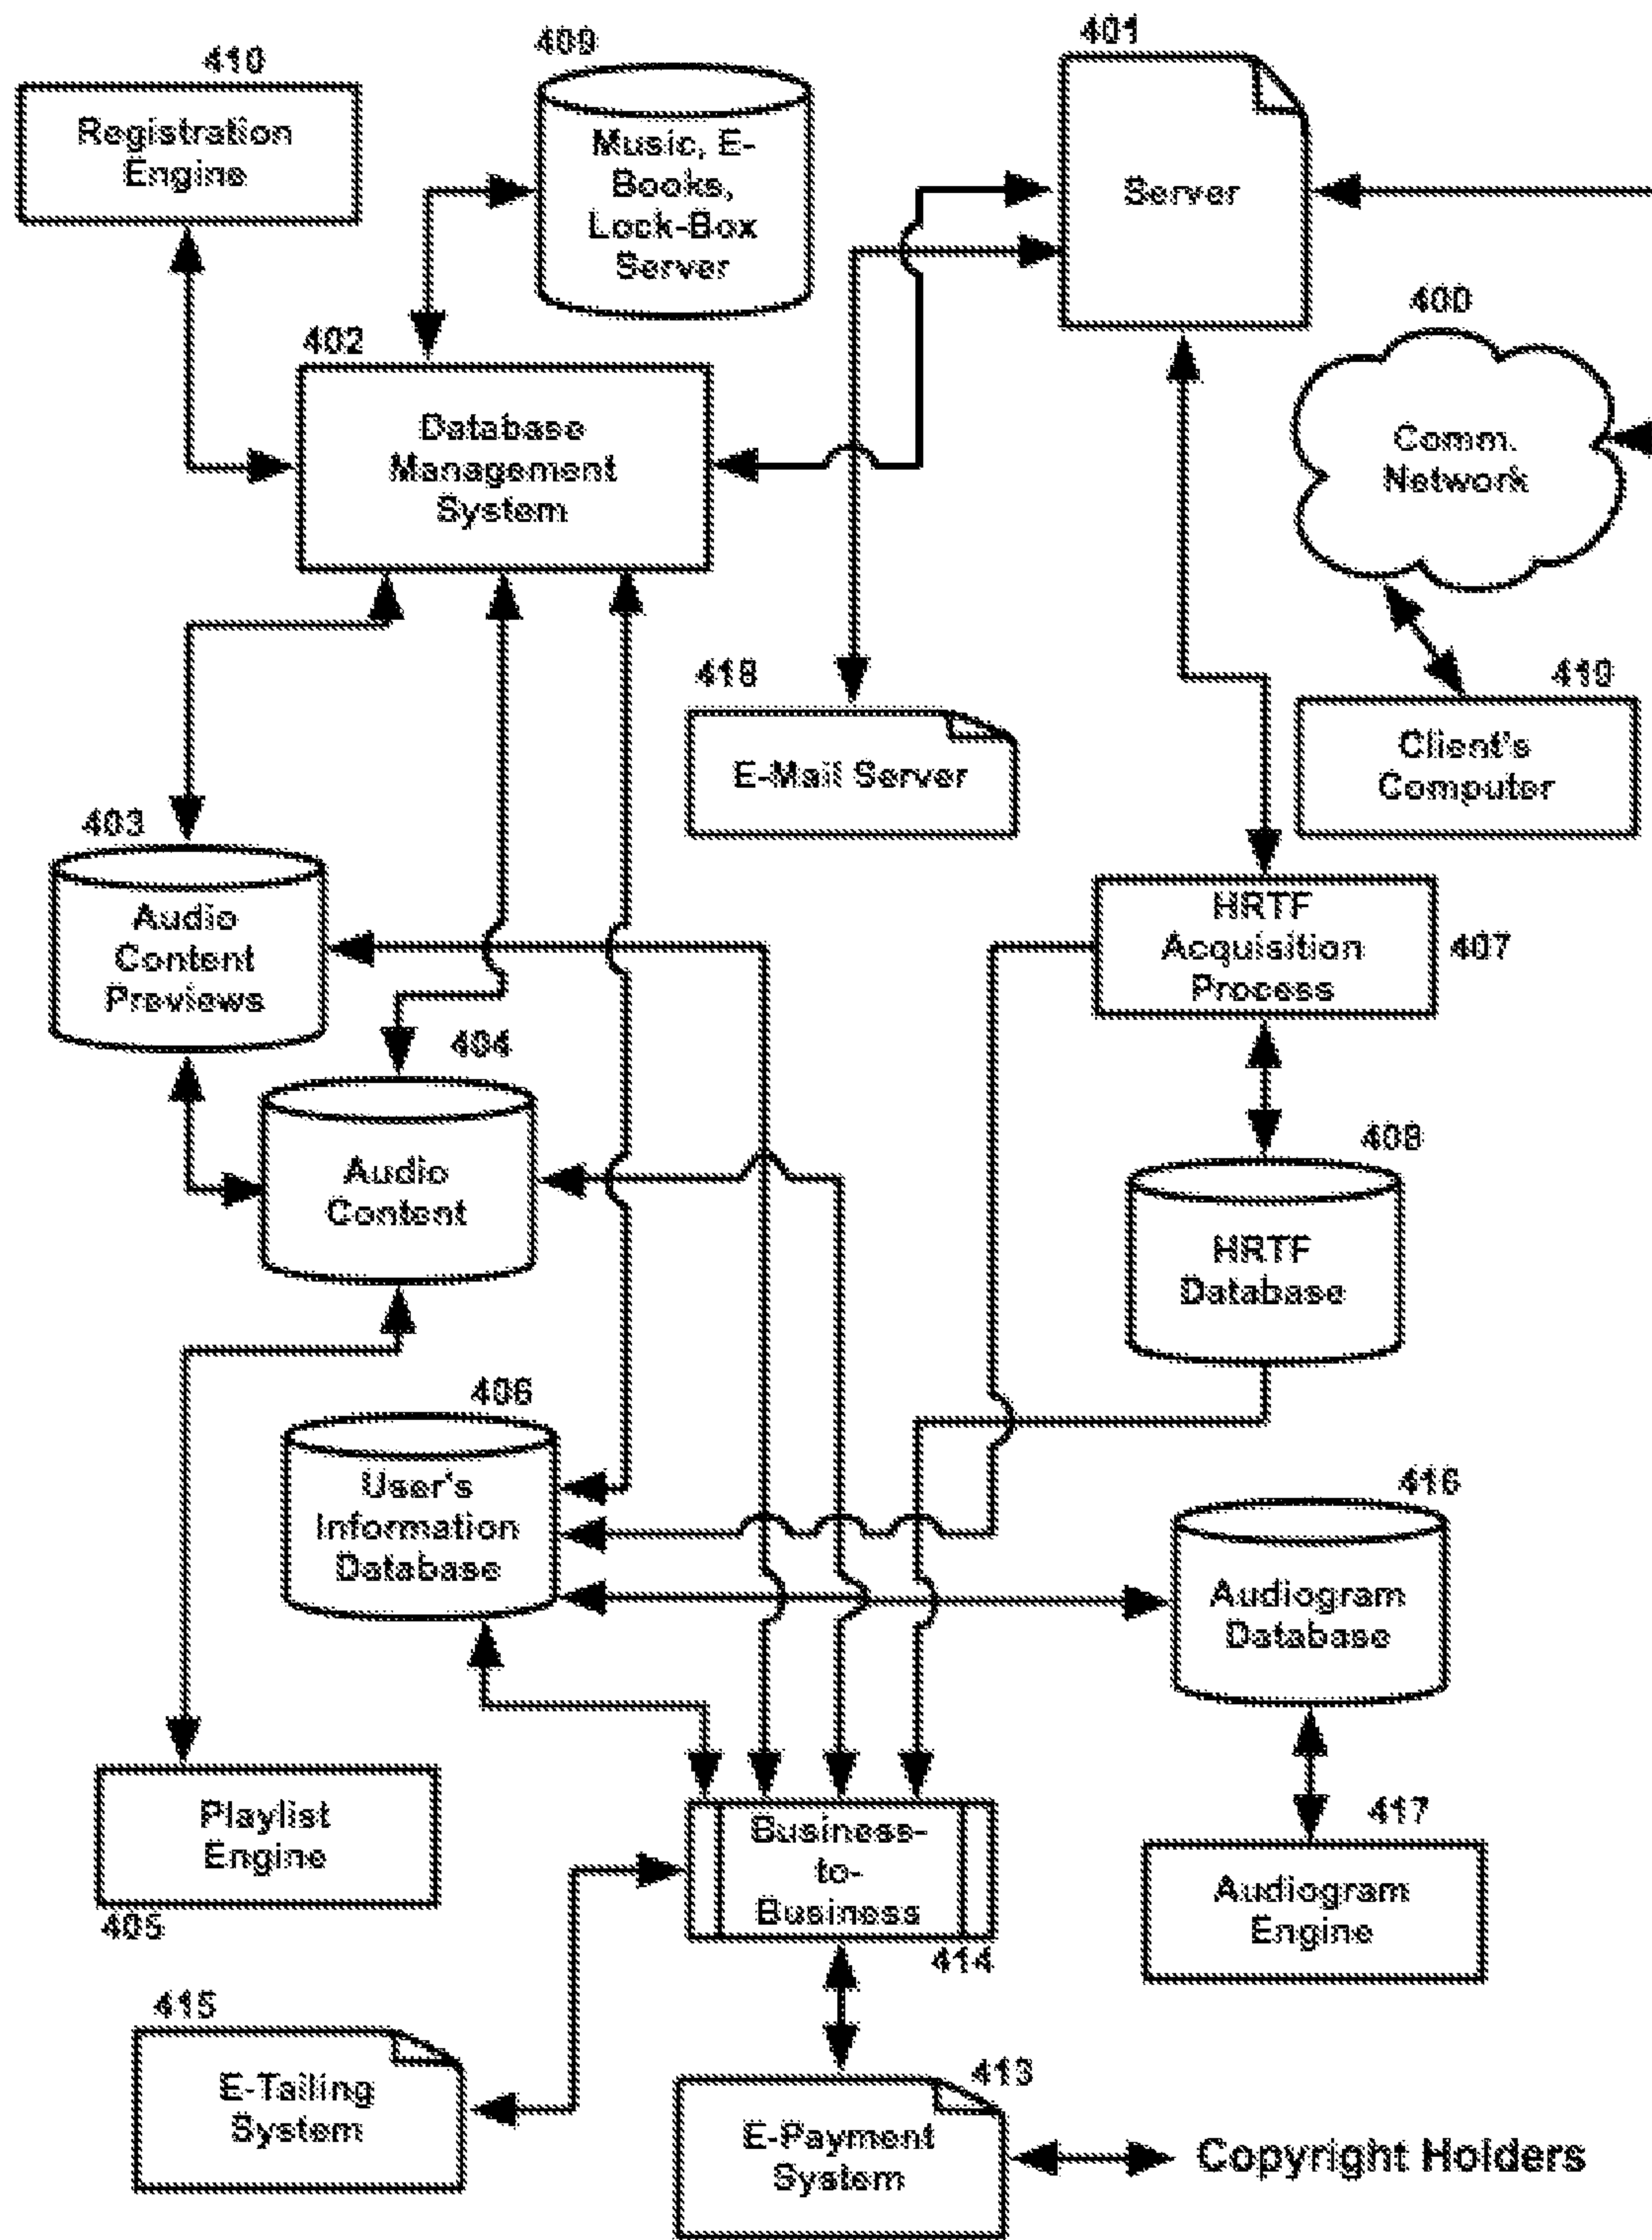 409
401
410
Registration
Engine
Music, E-
Books,
Lock-Box
Server
Server
400
402
Database
Management
System
Comm.
Network
418
419
E-Mail Server
Client's
Computer
403
Audio
Content
Previews
HRTF
Acquisition
Process
407
404
Audio
Content
408
HRTF
Database
406
User's
Information
Database
416
Audiogram
Database
Playlist
Engine
405
Business-
to-
Business
414
417
Audiogram
Engine
415
E-Tailing
System
413
E-Payment
System
Copyright Holders